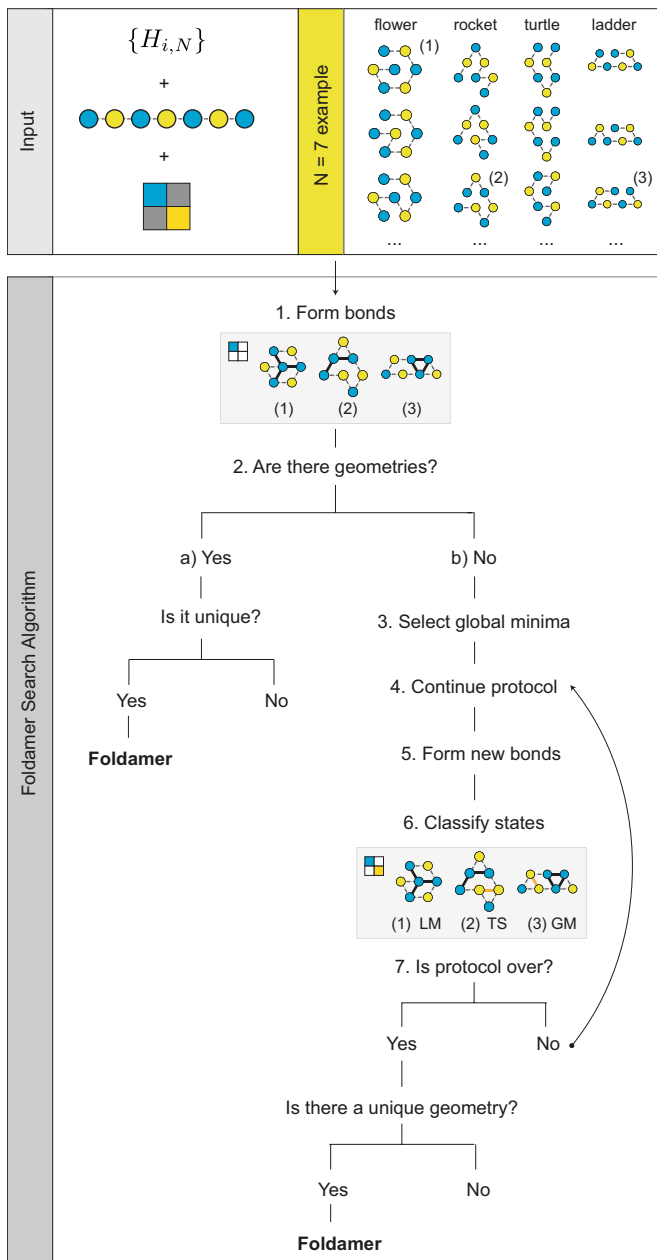 Input
{H_{i,N}}
+
+
N = 7 example
flower rocket turtle ladder
(1)
(2)
(3)
... ... ... ...
Foldamer Search Algorithm
1. Form bonds
(1) (2) (3)
2. Are there geometries?
a) Yes
b) No
Is it unique?
3. Select global minima
Yes No
4. Continue protocol
Foldamer
5. Form new bonds
6. Classify states
(1) LM (2) TS (3) GM
7. Is protocol over?
Yes No
Is there a unique geometry?
Yes No
Foldamer